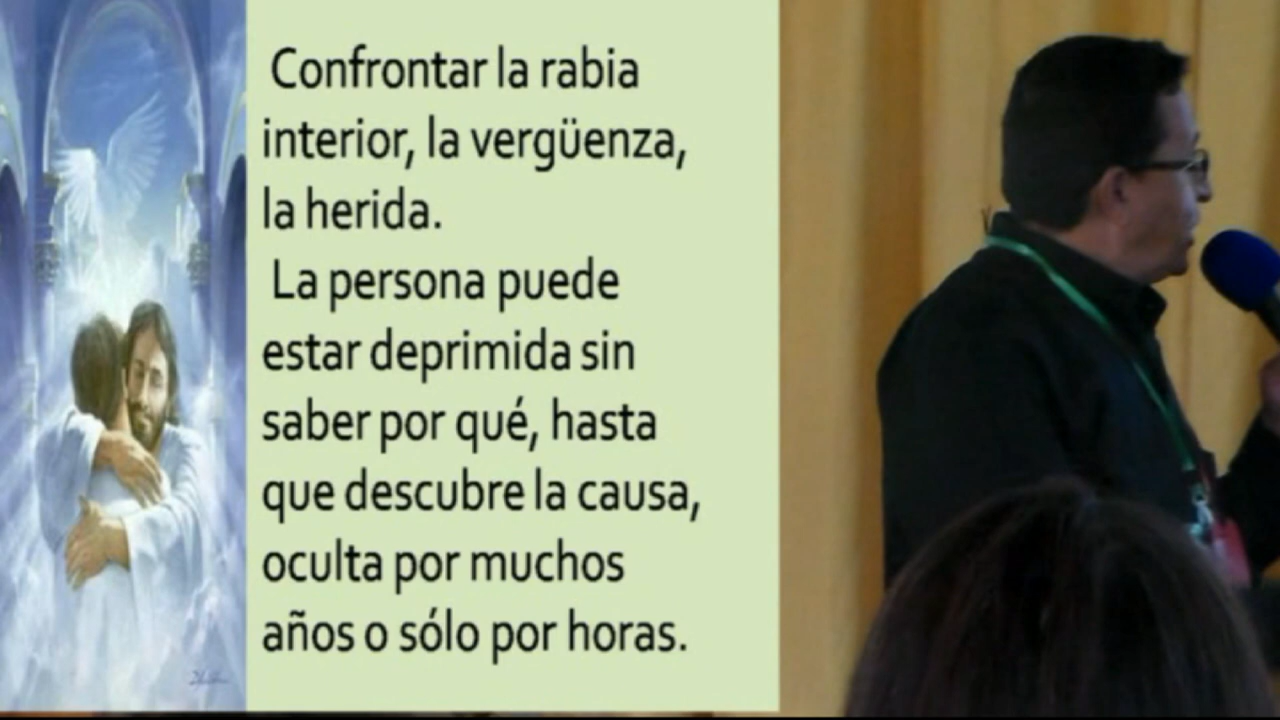 Confrontar la rabia
interior, la vergüenza,
la herida.
La persona puede
estar deprimida sin
saber por qué, hasta
que descubre la causa,
oculta por muchos
años o sólo por horas.